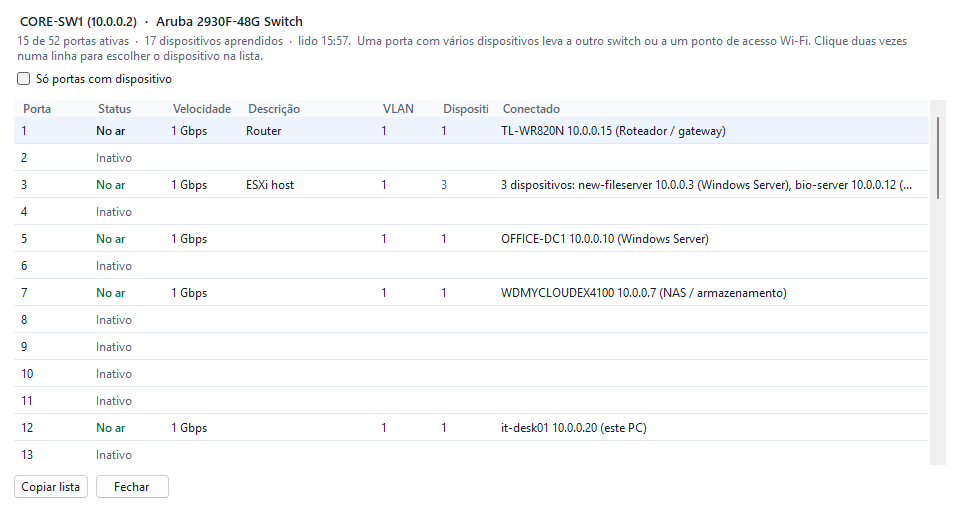 CORE-SW1 (10.0.0.2) · Aruba 2930F-48G Switch
15 de 52 portas ativas · 17 dispositivos aprendidos · lido 15:57. Uma porta com vários dispositivos leva a outro switch ou a um ponto de acesso Wi-Fi. Clique duas vezes
numa linha para escolher o dispositivo na lista.
Só portas com dispositivo
Porta Status Velocidade Descrição VLAN Dispositi Conectado
1 No ar 1 Gbps Router 1 1 TL-WR820N 10.0.0.15 (Roteador / gateway)
2 Inativo
3 No ar 1 Gbps ESXi host 1 3 3 dispositivos: new-fileserver 10.0.0.3 (Windows Server), bio-server 10.0.0.12 (...
4 Inativo
5 No ar 1 Gbps 1 1 OFFICE-DC1 10.0.0.10 (Windows Server)
6 Inativo
7 No ar 1 Gbps 1 1 WDMYCLOUDEX4100 10.0.0.7 (NAS / armazenamento)
8 Inativo
9 Inativo
10 Inativo
11 Inativo
12 No ar 1 Gbps 1 1 it-desk01 10.0.0.20 (este PC)
13 Inativo
Copiar lista Fechar